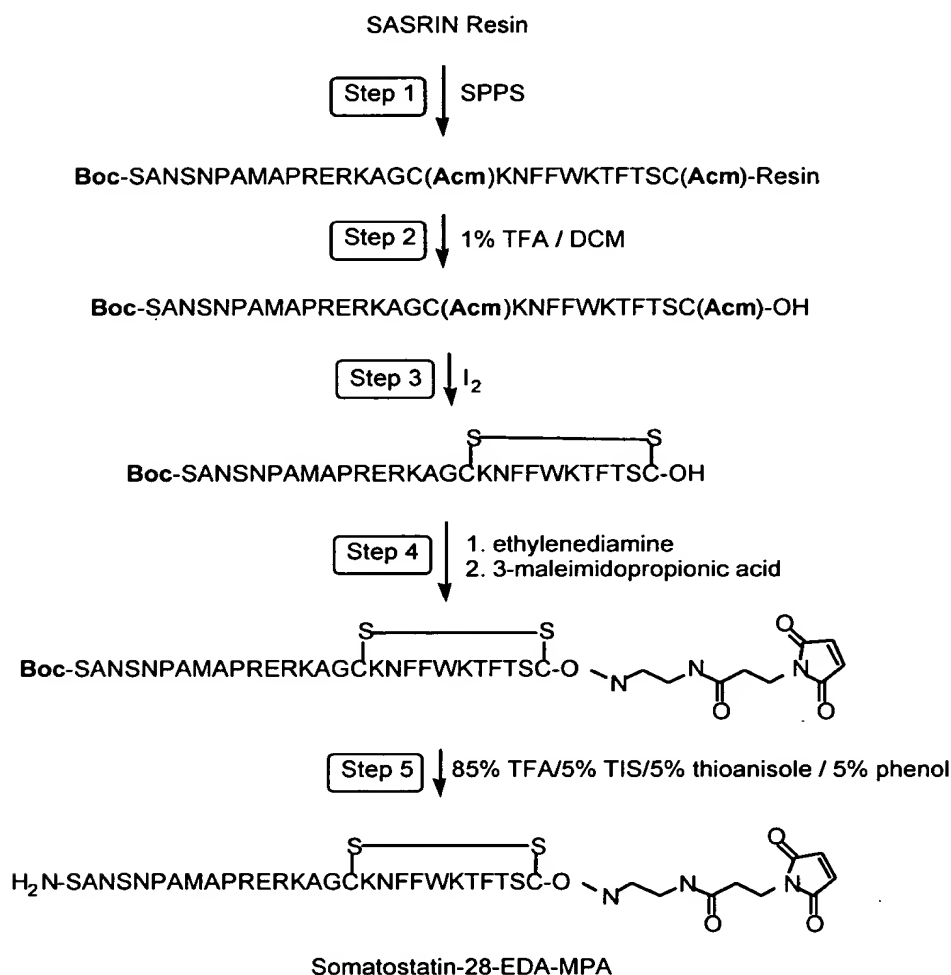 SASRIN Resin
Step 1 SPPS
Boc-SANSNPAMAPRERKAGC(Acm)KNFFWKTFTSC(Acm)-Resin
Step 2 1% TFA / DCM
Boc-SANSNPAMAPRERKAGC(Acm)KNFFWKTFTSC(Acm)-OH
Step 3 I₂
S S
Boc-SANSNPAMAPRERKAGCKNFFWKTFTSC-OH
Step 4 1. ethylenediamine
2. 3-maleimidopropionic acid
S S O
Boc-SANSNPAMAPRERKAGCKNFFWKTFTSC-O N N N
O O
Step 5 85% TFA/5% TIS/5% thioanisole / 5% phenol
S S O
H₂N-SANSNPAMAPRERKAGCKNFFWKTFTSC-O N N N
O O
Somatostatin-28-EDA-MPA